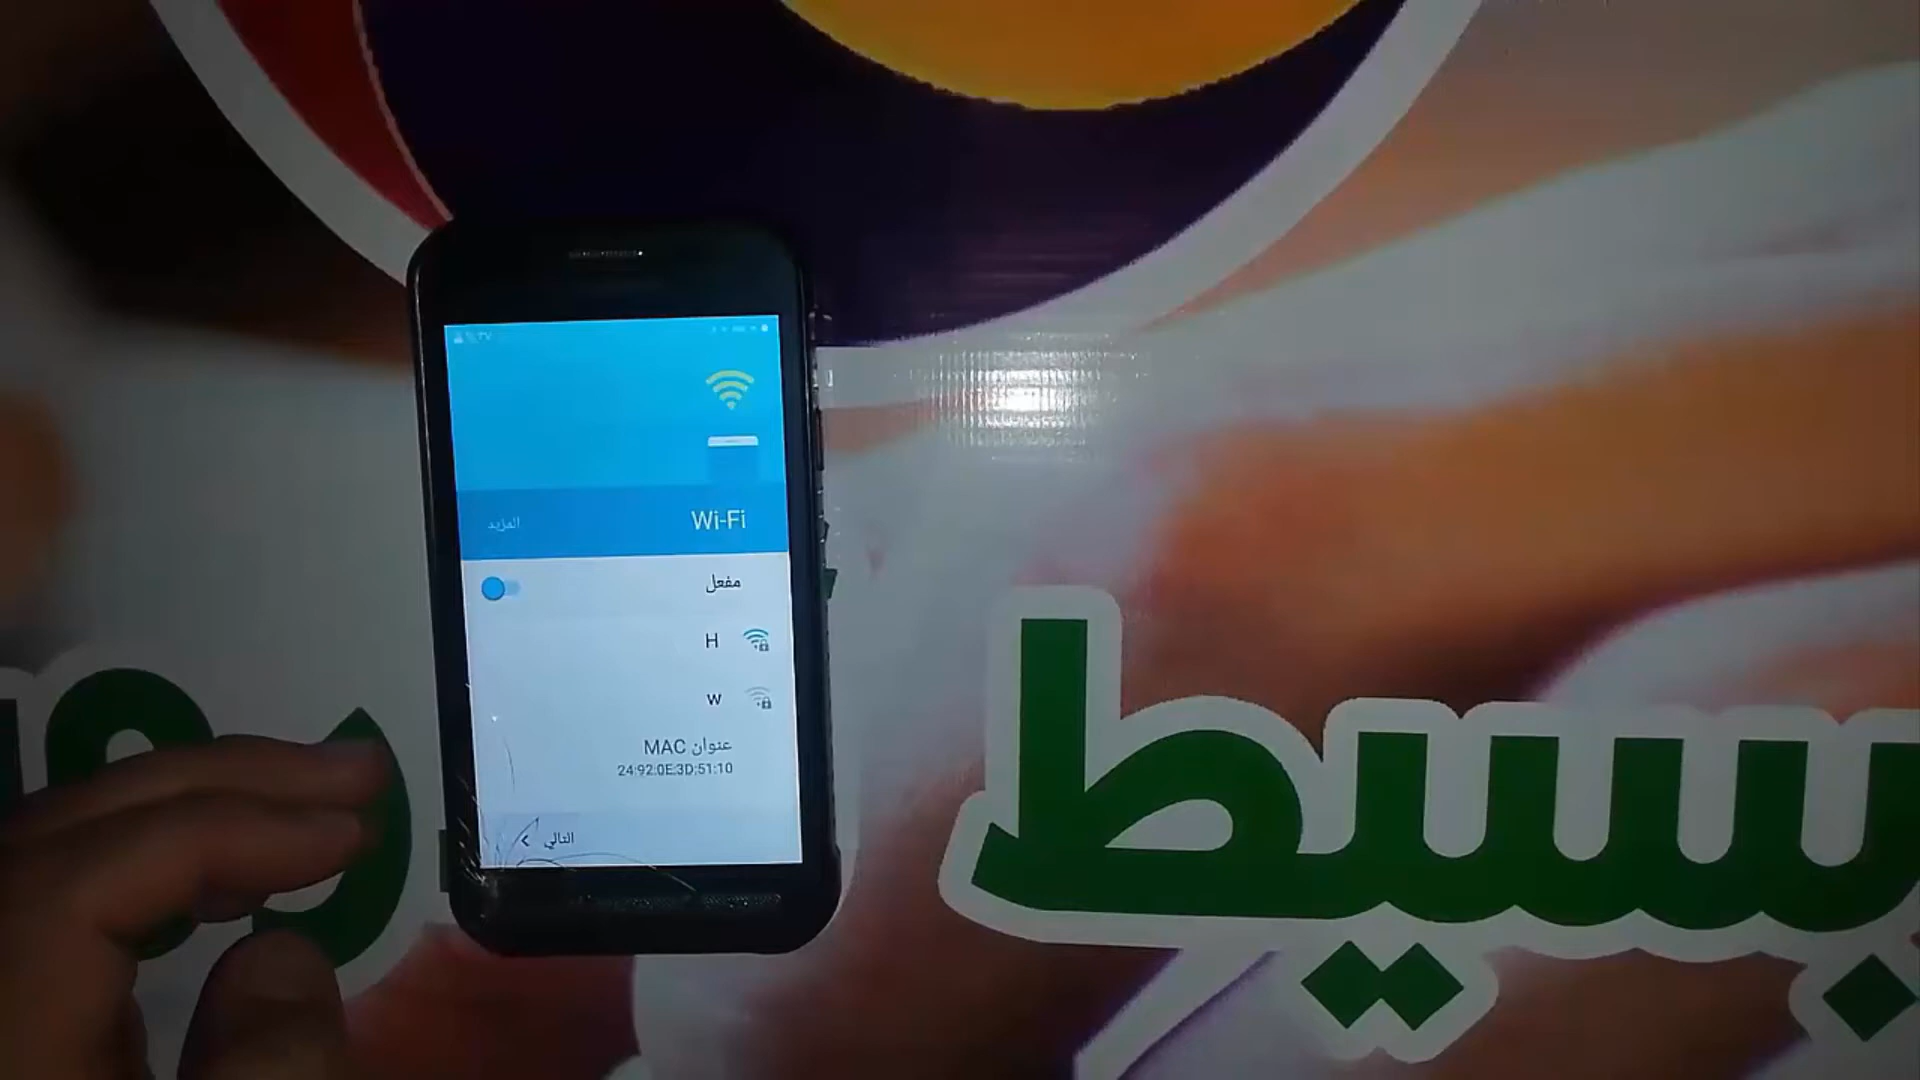 Wi-Fi المزيد
مفعل
H
w
عنوان MAC
24:92:0E:3D:51:10
التالي
بسيط